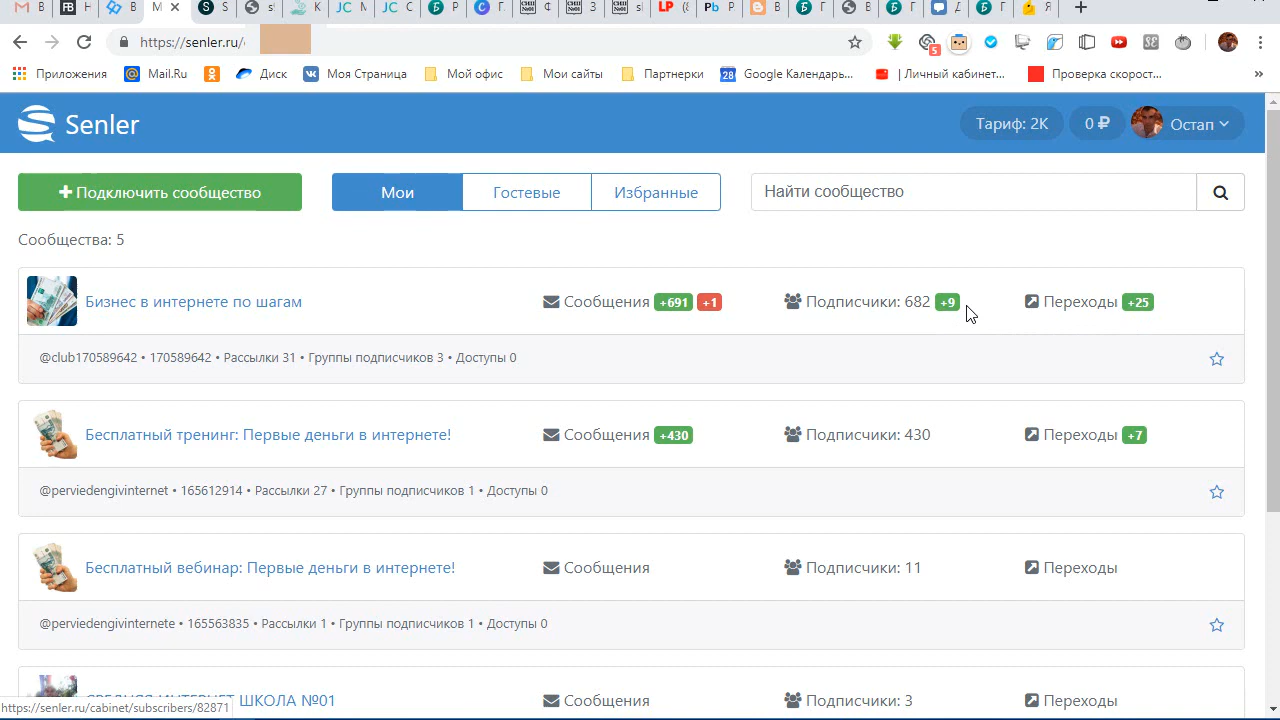 https://senler.ru/
Приложения
Mail.Ru
Диск
Моя Страница
Мой офис
Мои сайты
Партнерки
Google Календарь...
| Личный кабинет...
Проверка скорост...
»
Senler
Тариф: 2K
0 ₽
Остап
Подключить сообщество
Мои
Гостевые
Избранные
Найти сообщество
Сообщества: 5
Бизнес в интернете по шагам
Сообщения +691 +1
Подписчики: 682 +9
Переходы +25
@club170589642 • 170589642 • Рассылки 31 • Группы подписчиков 3 • Доступы 0
Бесплатный тренинг: Первые деньги в интернете!
Сообщения +430
Подписчики: 430
Переходы +7
@perviedengivinternet • 165612914 • Рассылки 27 • Группы подписчиков 1 • Доступы 0
Бесплатный вебинар: Первые деньги в интернете!
Сообщения
Подписчики: 11
Переходы
@perviedengivinternete • 165563835 • Рассылки 1 • Группы подписчиков 1 • Доступы 0
СРЕДНЯЯ ИНТЕРНЕТ ШКОЛА №01
Сообщения
Подписчики: 3
Переходы
https://senler.ru/cabinet/subscribers/82871